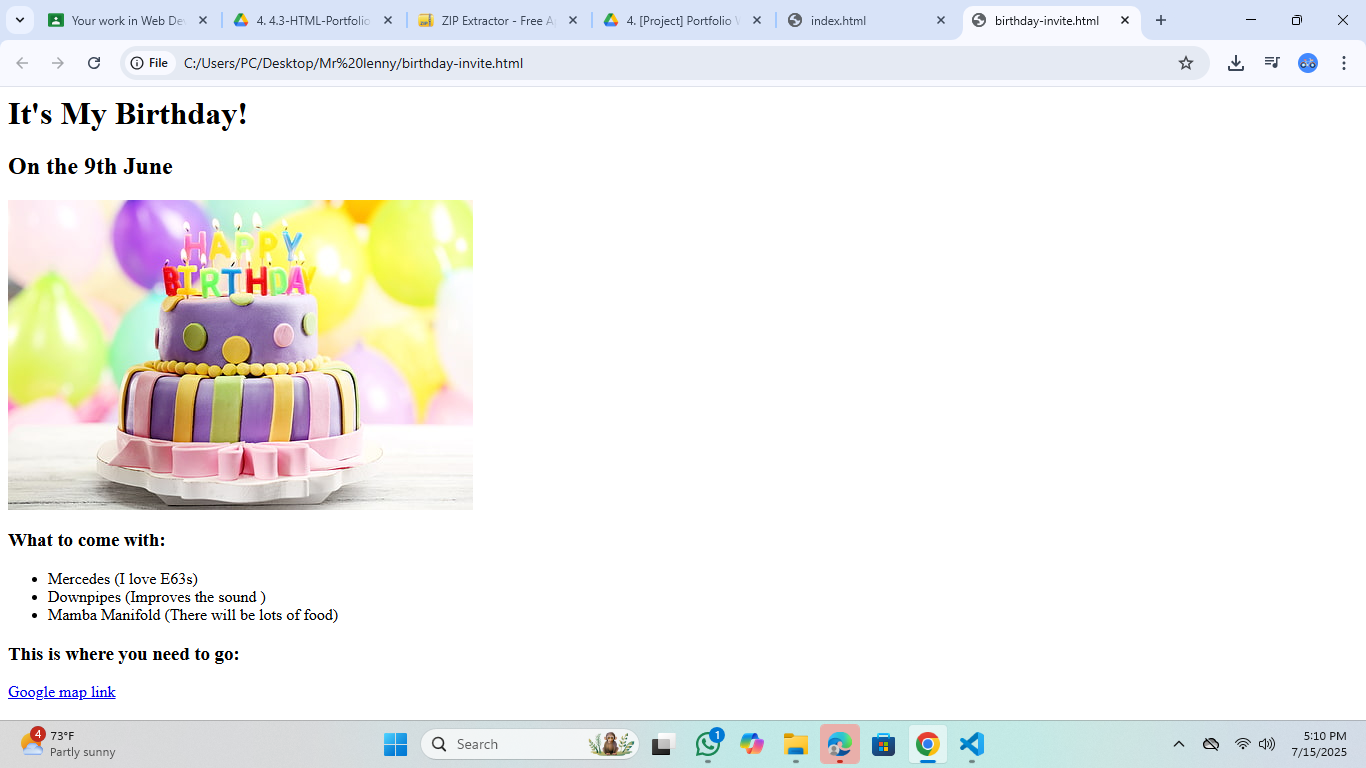 Your work in Web De
4. 4.3-HTML-Portfolio
ZIP Extractor - Free A
4. [Project] Portfolio V
index.html
birthday-invite.html
File
C:/Users/PC/Desktop/Mr%20lenny/birthday-invite.html
It's My Birthday!
On the 9th June
HAPPY
BIRTHDAY
What to come with:
• Mercedes (I love E63s)
• Downpipes (Improves the sound )
• Mamba Manifold (There will be lots of food)
This is where you need to go:
Google map link
4
73°F
Partly sunny
Search
1
5:10 PM
7/15/2025